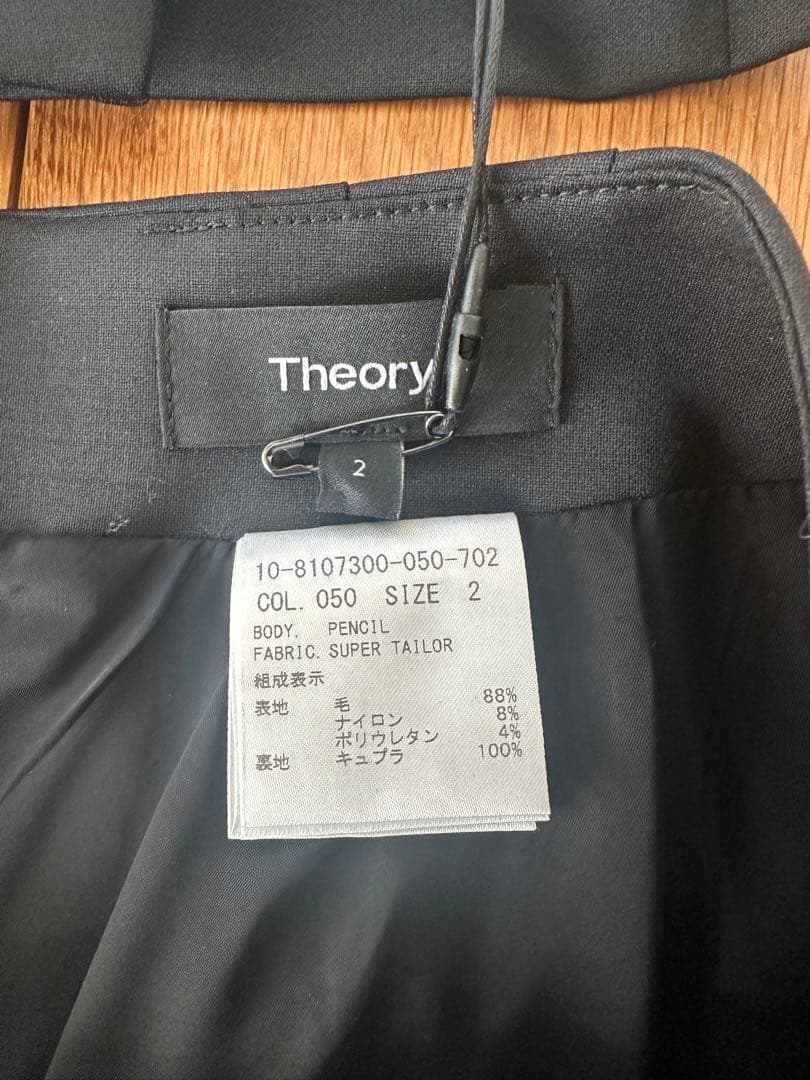 Theory
2
10-8107300-050-702
COL. 050 SIZE 2
BODY. PENCIL
FABRIC. SUPER TAILOR
組成表示
表地 毛 88%
ナイロン 8%
ポリウレタン 4%
裏地 キュプラ 100%